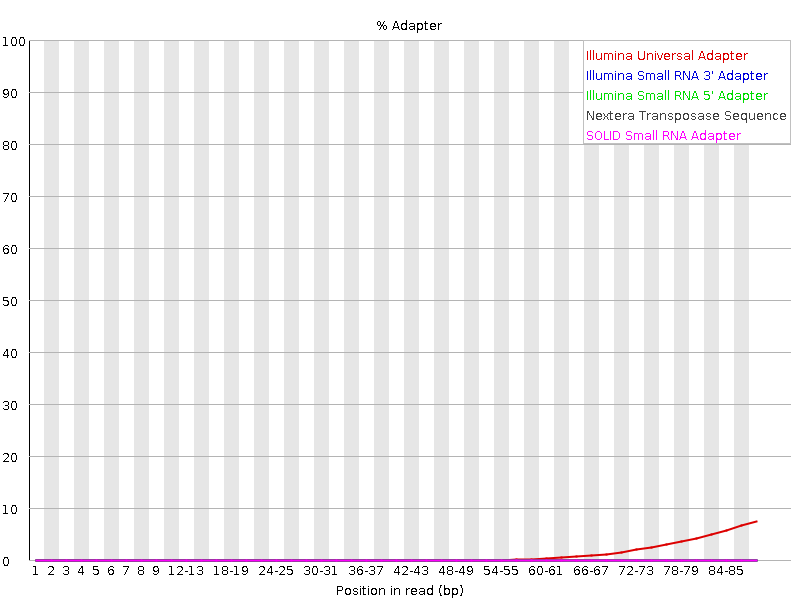 % Adapter
Illumina Universal Adapter
Illumina Small RNA 3' Adapter
Illumina Small RNA 5' Adapter
Nextera Transposase Sequence
SOLID Small RNA Adapter
100
90
80
70
60
50
40
30
20
10
0
1 2 3 4 5 6 7 8 9 12-13 18-19 24-25 30-31 36-37 42-43 48-49 54-55 60-61 66-67 72-73 78-79 84-85
Position in read (bp)